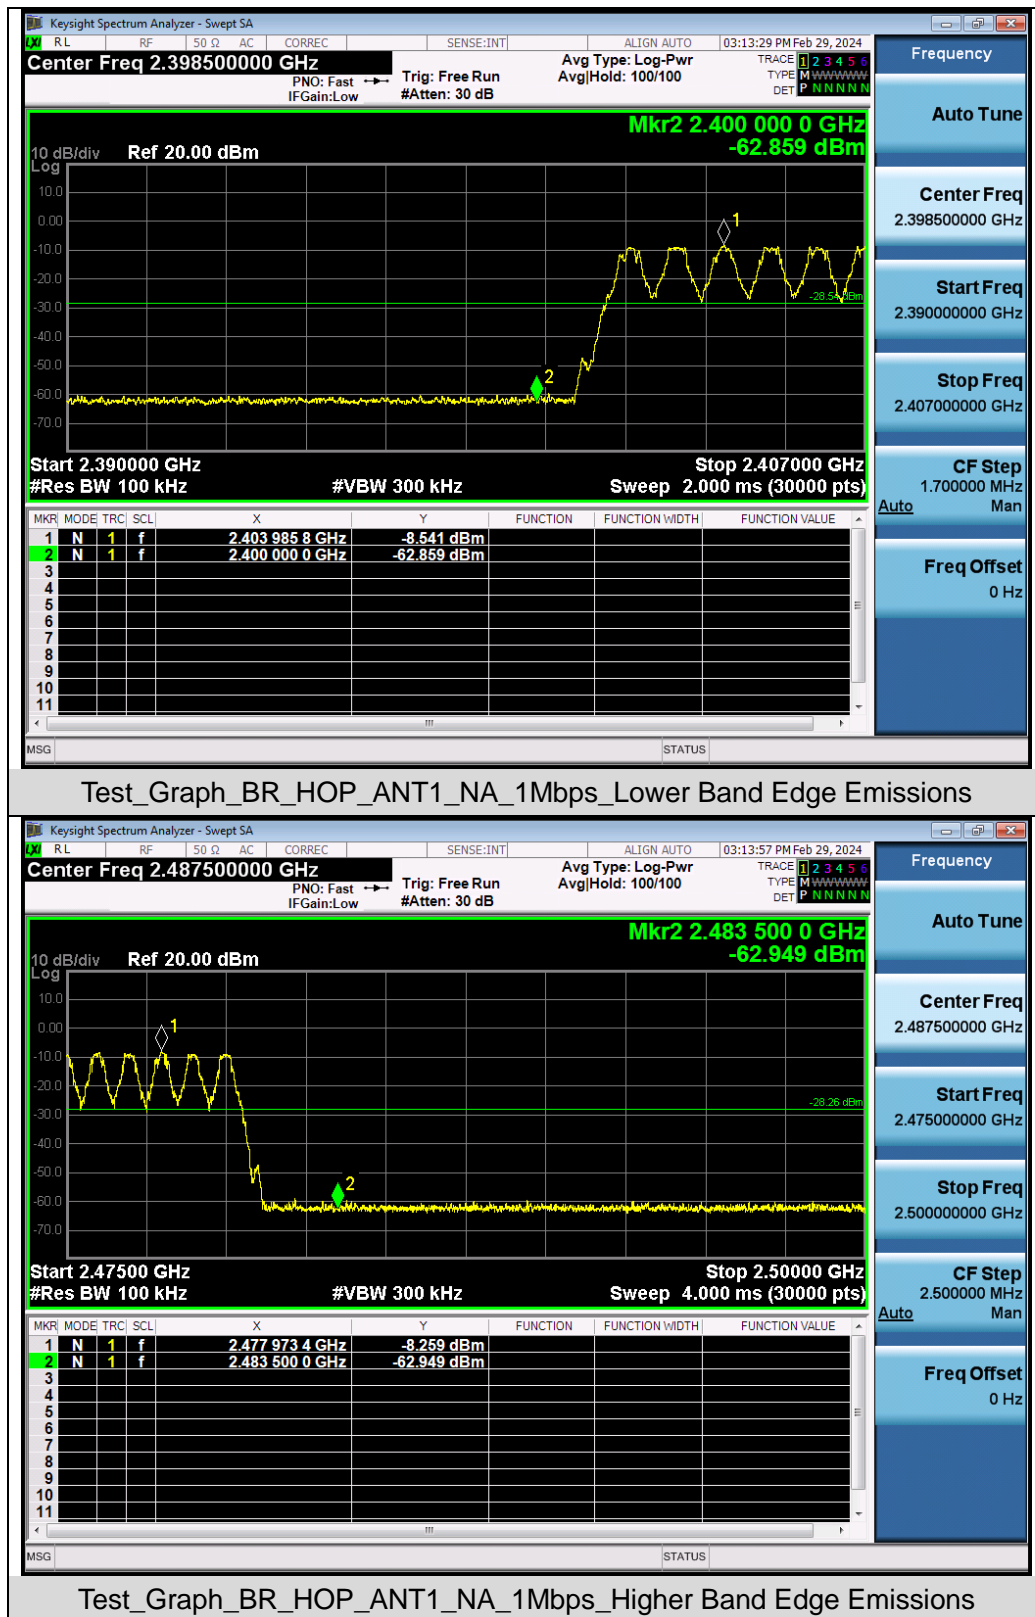 Keysight Spectrum Analyzer - Swept SA
LXI RL RF 50 Ω AC CORREC SENSE:INT ALIGN AUTO 03:13:29 PM Feb 29, 2024
Center Freq 2.398500000 GHz
PNO: Fast
IFGain:Low
Trig: Free Run
#Atten: 30 dB
Avg Type: Log-Pwr
Avg|Hold: 100/100
TRACE 1 2 3 4 5 6
TYPE M WWWWW
DET P N N N N N
Frequency
Auto Tune
Center Freq
2.398500000 GHz
Start Freq
2.390000000 GHz
Stop Freq
2.407000000 GHz
CF Step
1.700000 MHz
Auto Man
Freq Offset
0 Hz
Mkr2 2.400 000 0 GHz
-62.859 dBm
10 dB/div Ref 20.00 dBm
Log
10.0
0.00
-10.0
-20.0
-30.0
-40.0
-50.0
-60.0
-70.0
1
2
-28.54 dBm
Start 2.390000 GHz Stop 2.407000 GHz
#Res BW 100 kHz #VBW 300 kHz Sweep 2.000 ms (30000 pts)
MKR MODE TRC SCL X Y FUNCTION FUNCTION WIDTH FUNCTION VALUE
1 N 1 f 2.403 985 8 GHz -8.541 dBm
2 N 1 f 2.400 000 0 GHz -62.859 dBm
3
4
5
6
7
8
9
10
11
MSG STATUS
Test_Graph_BR_HOP_ANT1_NA_1Mbps_Lower Band Edge Emissions
Keysight Spectrum Analyzer - Swept SA
LXI RL RF 50 Ω AC CORREC SENSE:INT ALIGN AUTO 03:13:57 PM Feb 29, 2024
Center Freq 2.487500000 GHz
PNO: Fast
IFGain:Low
Trig: Free Run
#Atten: 30 dB
Avg Type: Log-Pwr
Avg|Hold: 100/100
TRACE 1 2 3 4 5 6
TYPE M WWWWW
DET P N N N N N
Frequency
Auto Tune
Center Freq
2.487500000 GHz
Start Freq
2.475000000 GHz
Stop Freq
2.500000000 GHz
CF Step
2.500000 MHz
Auto Man
Freq Offset
0 Hz
Mkr2 2.483 500 0 GHz
-62.949 dBm
10 dB/div Ref 20.00 dBm
Log
10.0
0.00
-10.0
-20.0
-30.0
-40.0
-50.0
-60.0
-70.0
1
2
-28.26 dBm
Start 2.47500 GHz Stop 2.50000 GHz
#Res BW 100 kHz #VBW 300 kHz Sweep 4.000 ms (30000 pts)
MKR MODE TRC SCL X Y FUNCTION FUNCTION WIDTH FUNCTION VALUE
1 N 1 f 2.477 973 4 GHz -8.259 dBm
2 N 1 f 2.483 500 0 GHz -62.949 dBm
3
4
5
6
7
8
9
10
11
MSG STATUS
Test_Graph_BR_HOP_ANT1_NA_1Mbps_Higher Band Edge Emissions